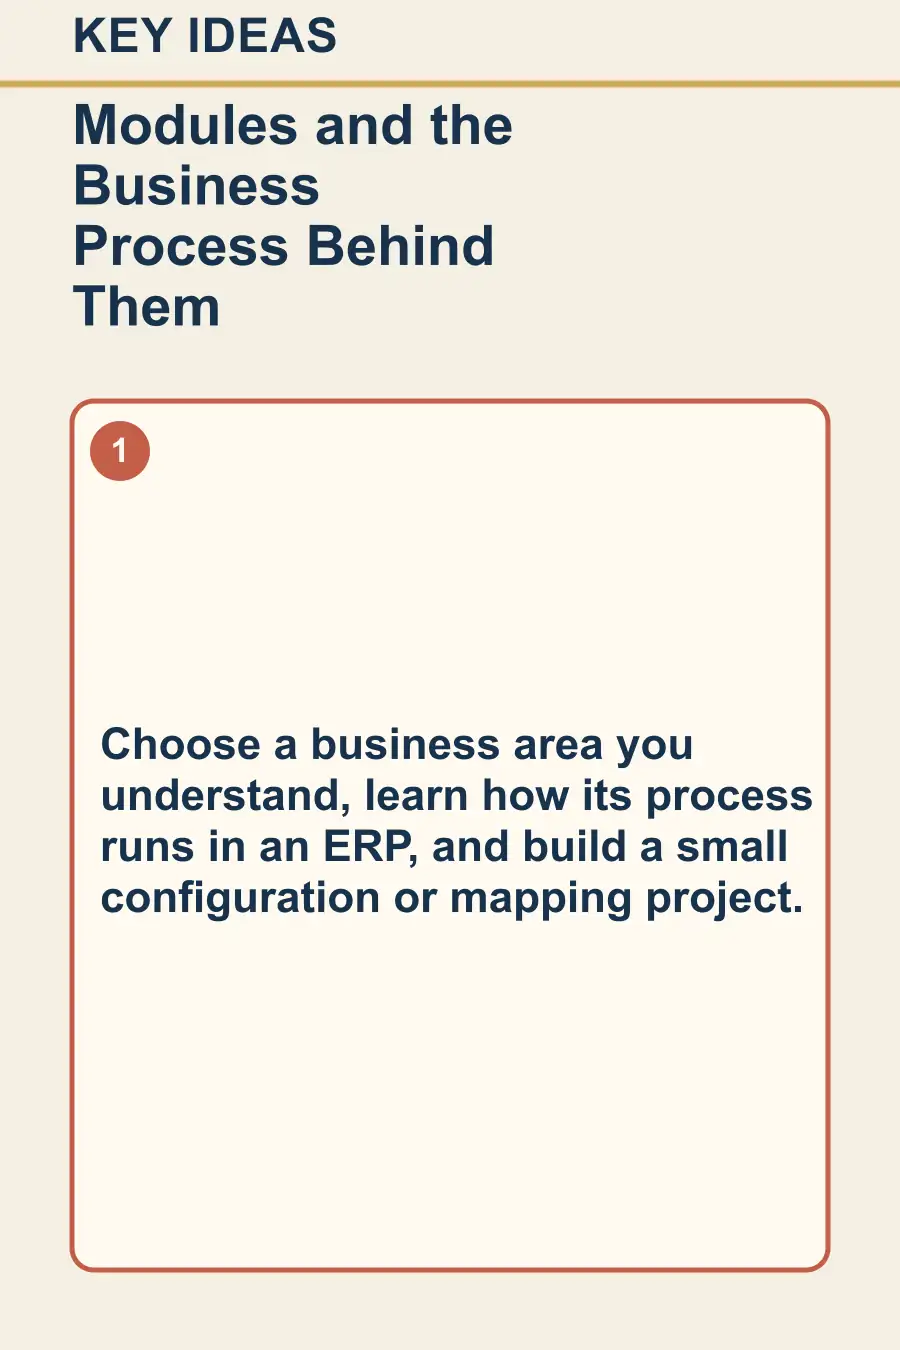 KEY IDEAS
Modules and the
Business
Process Behind
Them
1
Choose a business area you
understand, learn how its process
runs in an ERP, and build a small
configuration or mapping project.